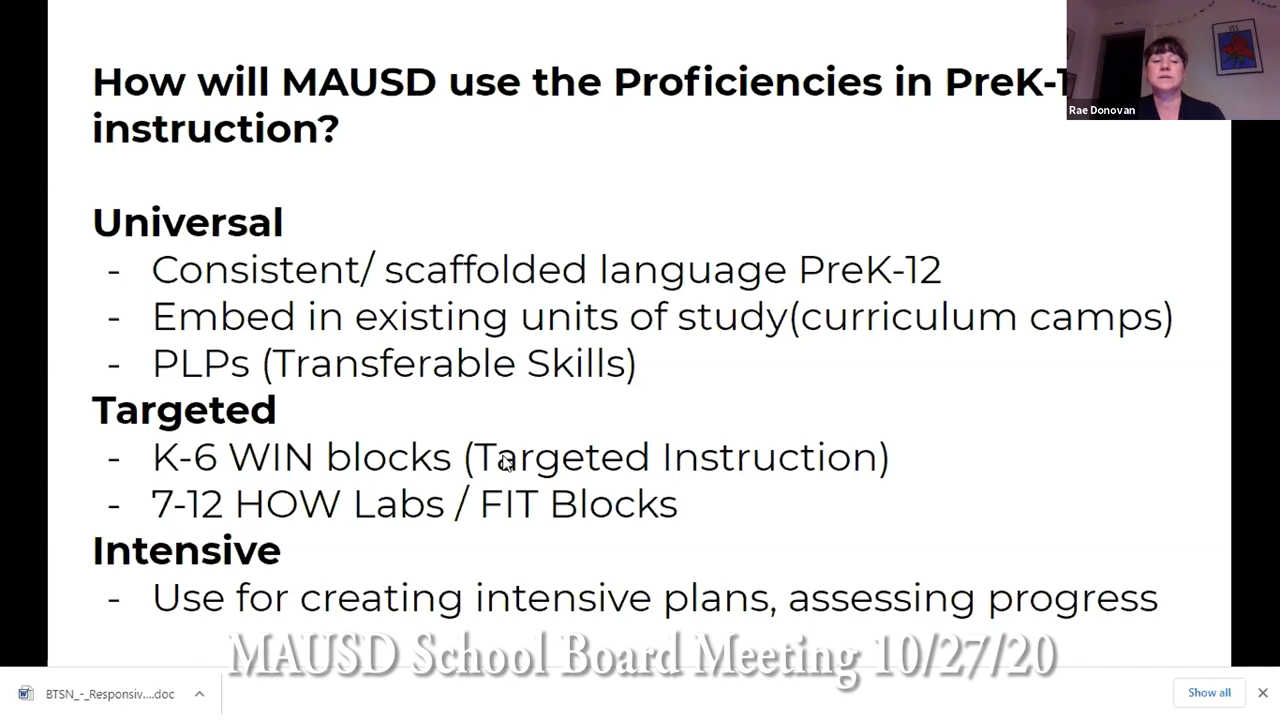 How will MAUSD use the Proficiencies in PreK-1
instruction?
YES
Rae Donovan
Universal
- Consistent/ scaffolded language PreK-12
- Embed in existing units of study(curriculum camps)
- PLPs (Transferable Skills)
Targeted
- K-6 WIN blocks (Targeted Instruction)
- 7-12 HOW Labs / FIT Blocks
Intensive
- Use for creating intensive plans, assessing progress
MAUSD School Board Meeting 10/27/20
BTSN_-_Responsiv....doc
Show all